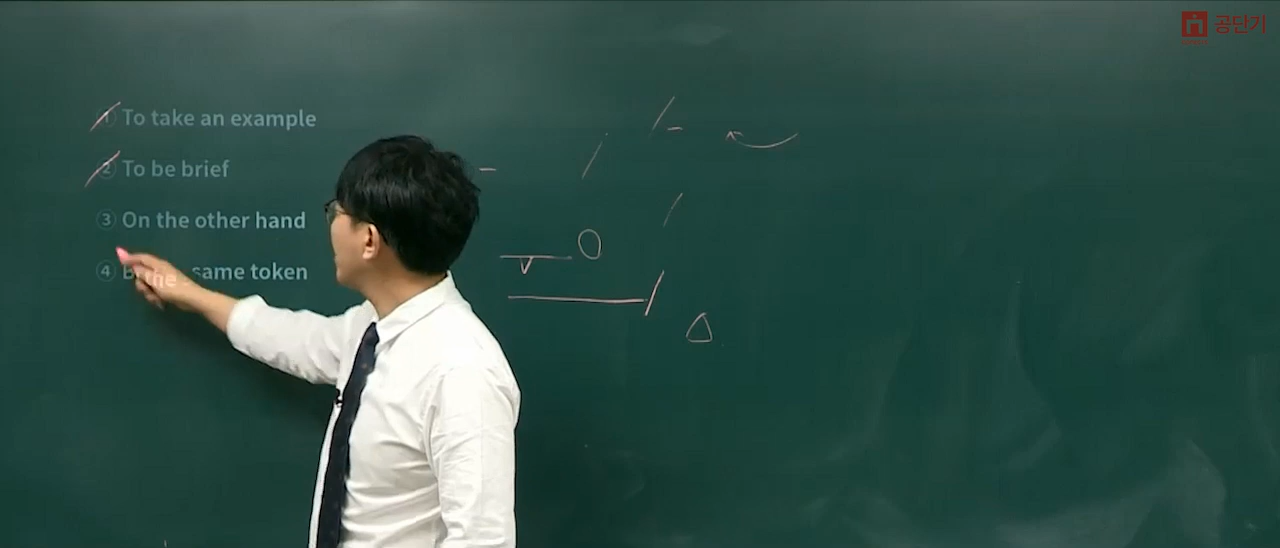 공단기
① To take an example
② To be brief
③ On the other hand
④ B the same token